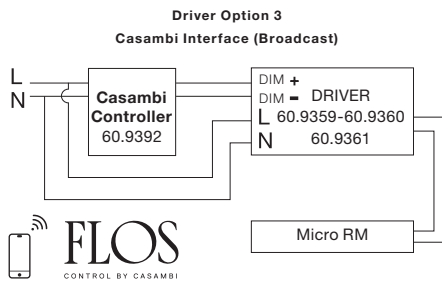 Driver Option 3
Casambi Interface (Broadcast)
L
N
Casambi
Controller
60.9392
DIM +
DIM - DRIVER
L 60.9359-60.9360
N 60.9361
Micro RM
FLOS
CONTROL BY CASAMBI